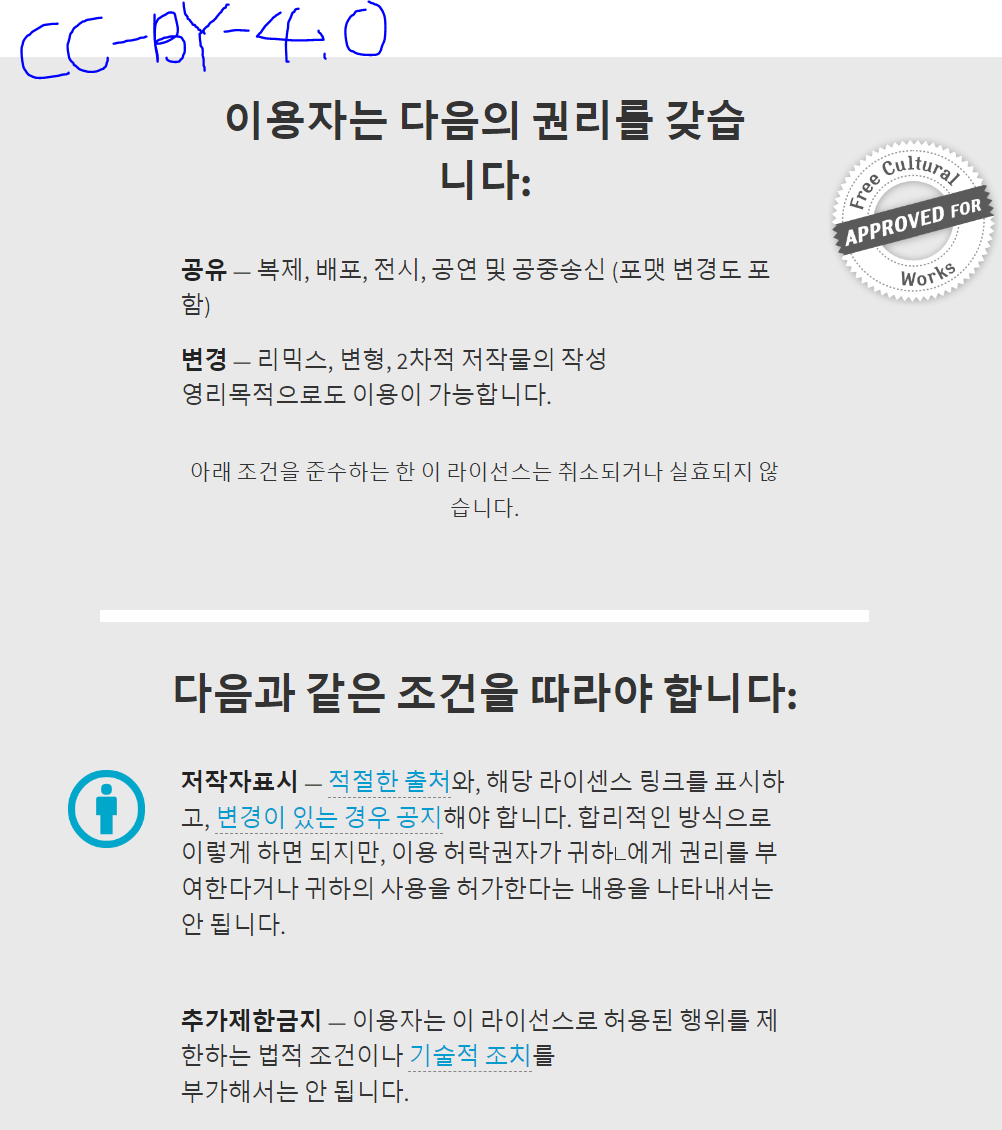 CC-BY-4.0
이용자는 다음의 권리를 갖습
니다:
Free Cultural
APPROVED FOR
Works
공유 — 복제, 배포, 전시, 공연 및 공중송신 (포맷 변경도 포
함)
변경 — 리믹스, 변형, 2차적 저작물의 작성
영리목적으로도 이용이 가능합니다.
아래 조건을 준수하는 한 이 라이선스는 취소되거나 실효되지 않
습니다.
다음과 같은 조건을 따라야 합니다:
저작자표시 — 적절한 출처와, 해당 라이센스 링크를 표시하
고, 변경이 있는 경우 공지해야 합니다. 합리적인 방식으로
이렇게 하면 되지만, 이용 허락권자가 귀하ㄴ에게 권리를 부
여한다거나 귀하의 사용을 허가한다는 내용을 나타내서는
안 됩니다.
추가제한금지 — 이용자는 이 라이선스로 허용된 행위를 제
한하는 법적 조건이나 기술적 조치를
부가해서는 안 됩니다.